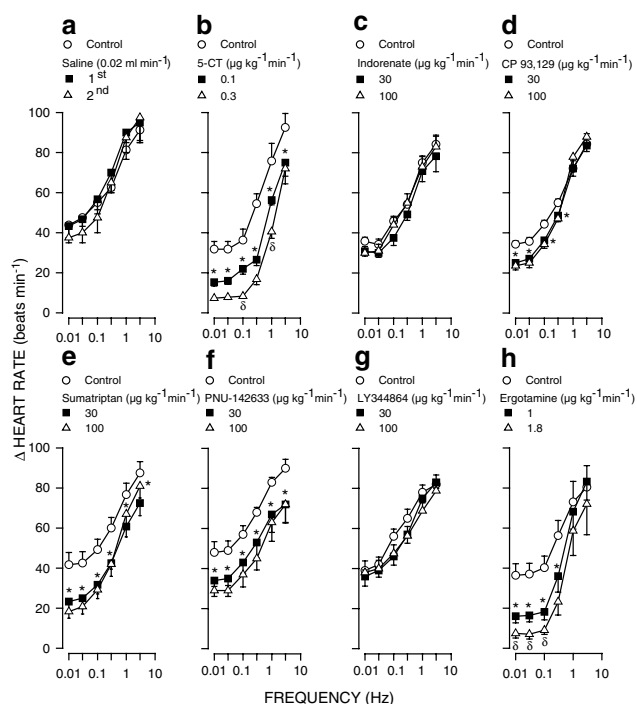 a b c d
Control Control Control Control
Saline (0.02 ml min⁻¹) 5-CT (µg kg⁻¹min⁻¹) Indorenate (µg kg⁻¹min⁻¹) CP 93,129 (µg kg⁻¹min⁻¹)
1st 0.1 30 30
2nd 0.3 100 100
100
80
60
40
20
0
* * * * * *
δ δ
* * * *
0.01 0.1 1 10 0.01 0.1 1 10 0.01 0.1 1 10 0.01 0.1 1 10
Hz Hz Hz Hz
Δ HEART RATE (beats min⁻¹)
e f g h
Control Control Control Control
Sumatriptan (µg kg⁻¹min⁻¹) PNU-142633 (µg kg⁻¹min⁻¹) LY344864 (µg kg⁻¹min⁻¹) Ergotamine (µg kg⁻¹min⁻¹)
30 30 30 1
100 100 100 1.8
100
80
60
40
20
0
* * * * * *
* * * * * *
* * * *
δ δ δ
0.01 0.1 1 10 0.01 0.1 1 10 0.01 0.1 1 10 0.01 0.1 1 10
FREQUENCY (Hz)